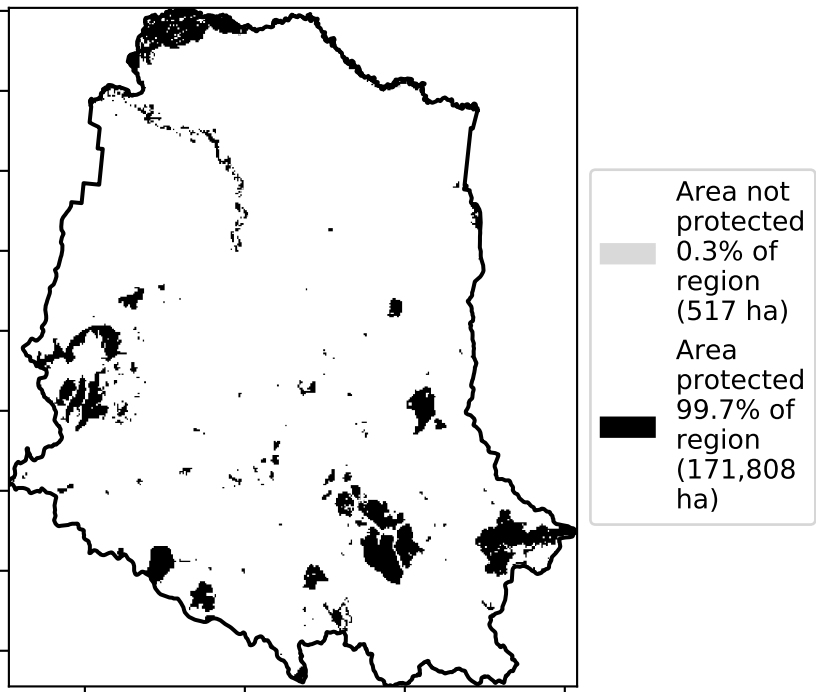 Area not
protected
0.3% of
region
(517 ha)
Area
protected
99.7% of
region
(171,808
ha)